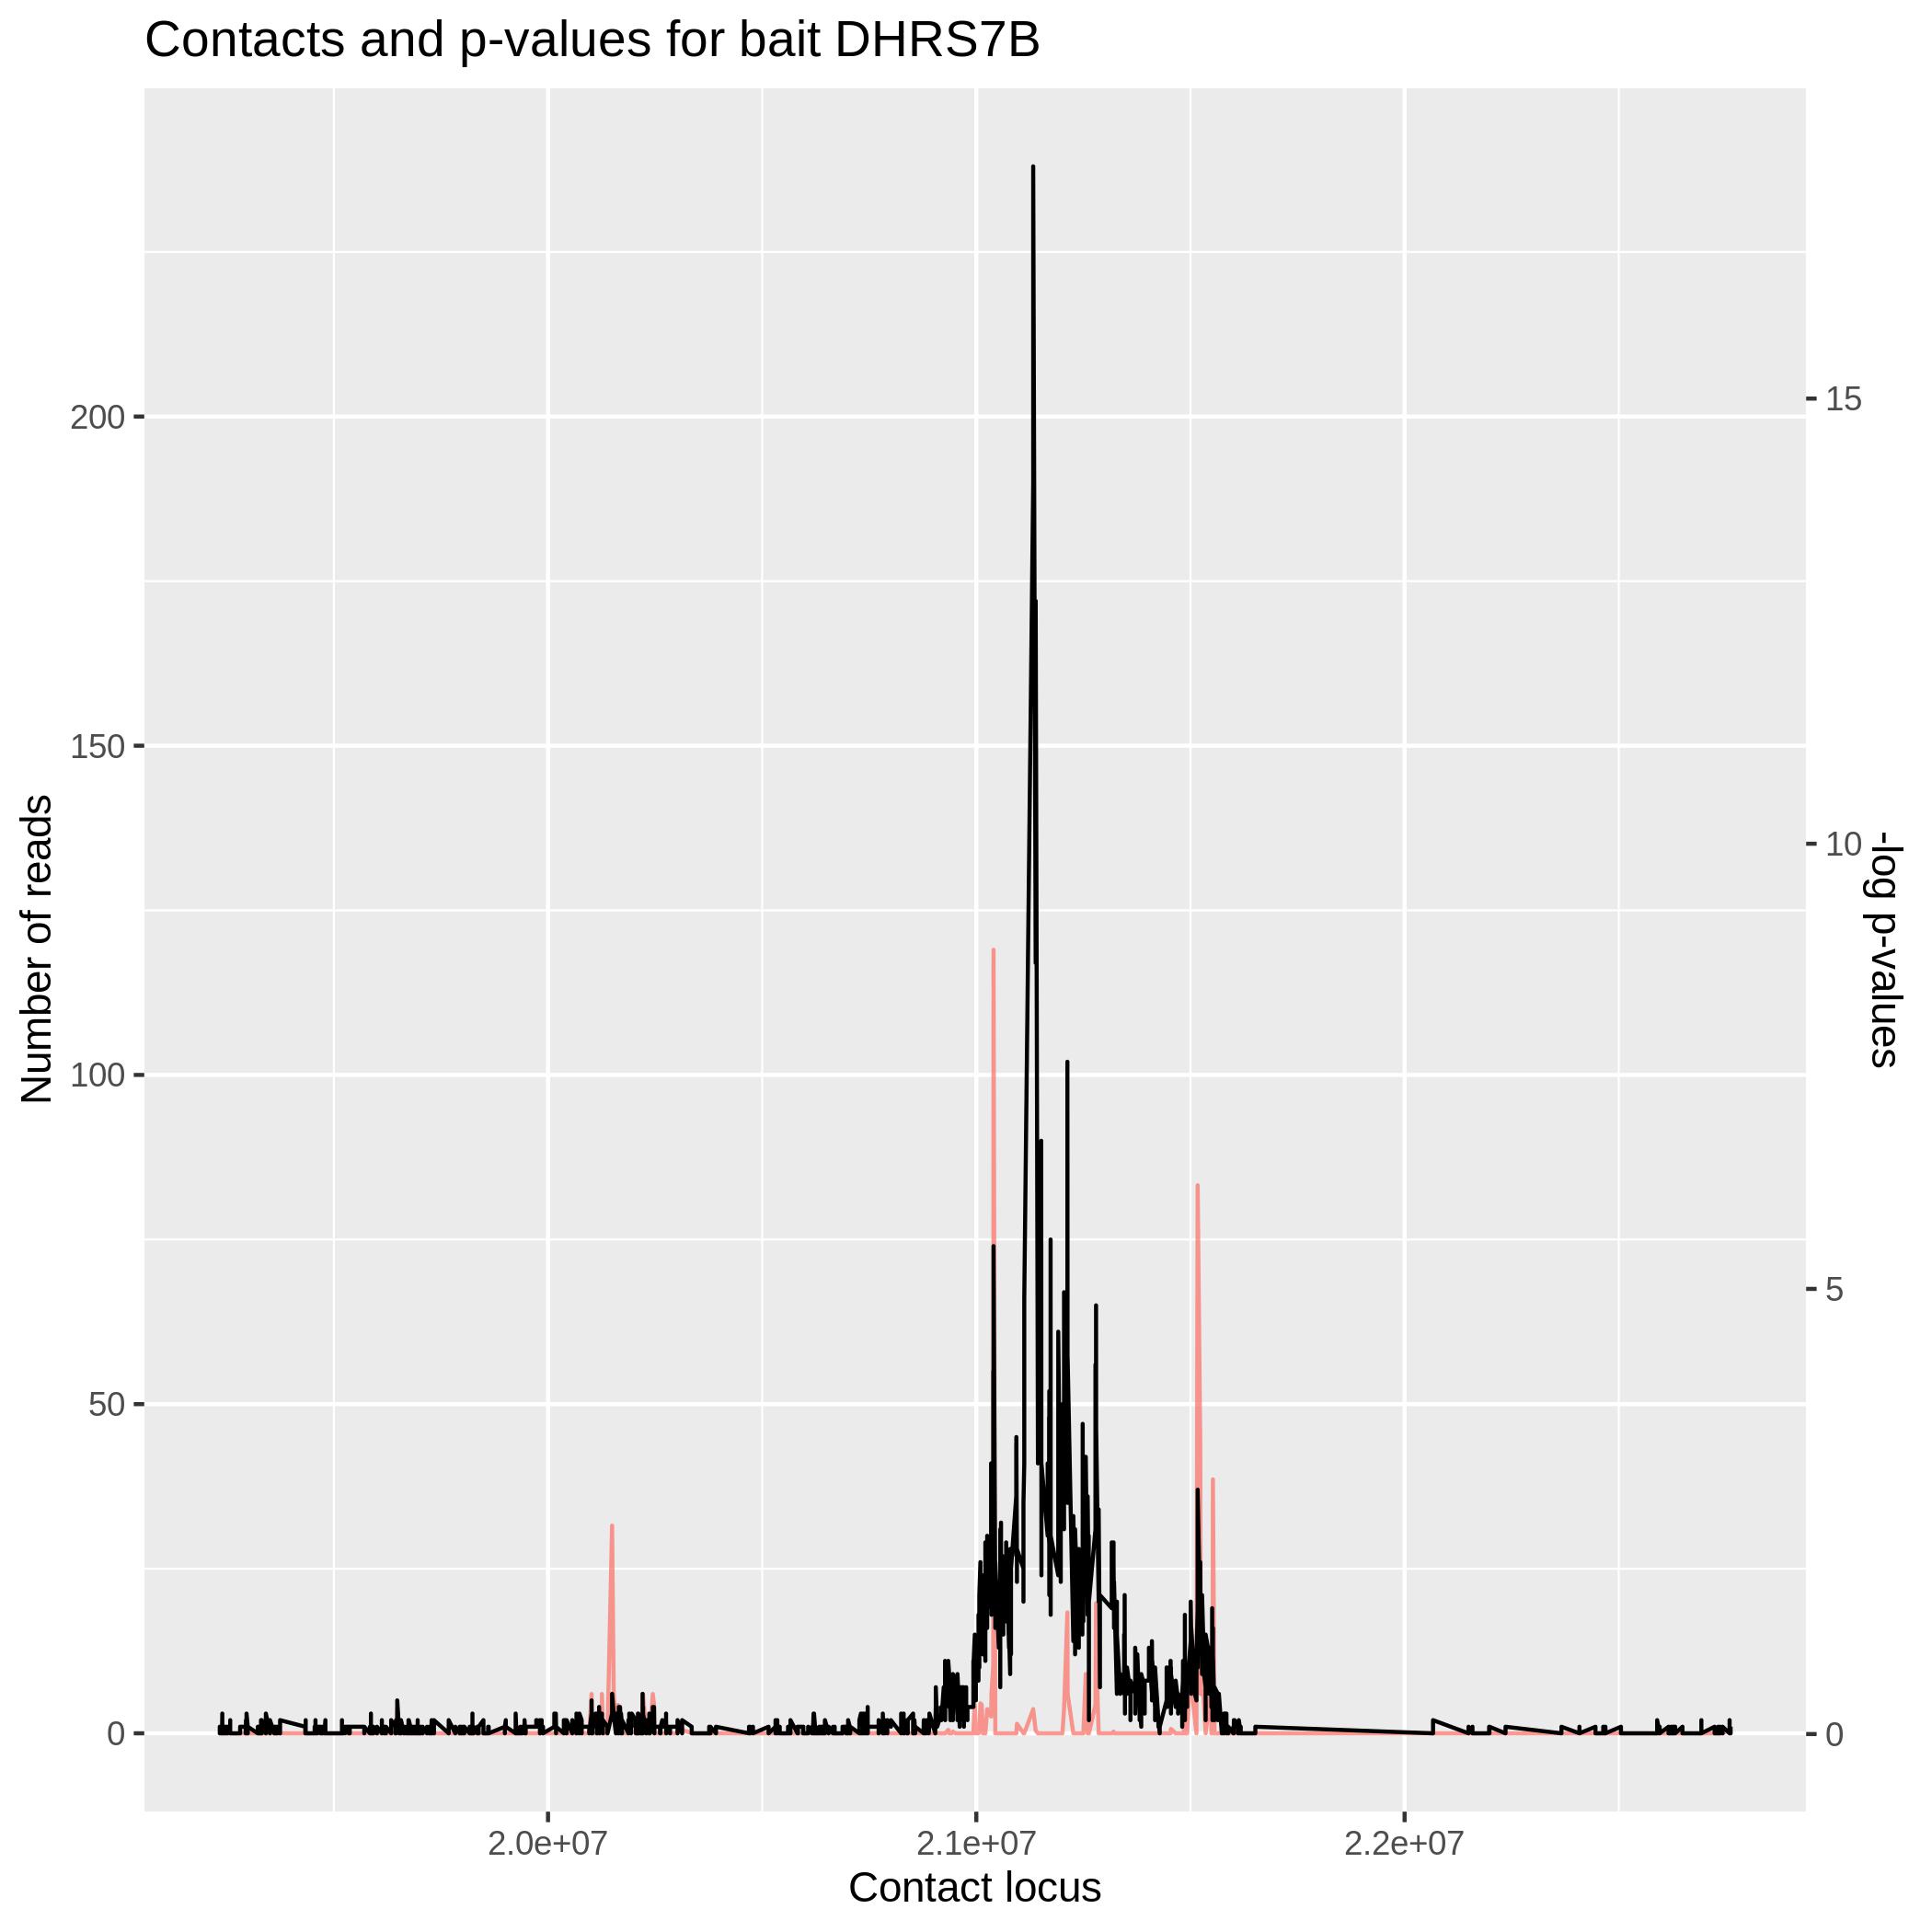 Contacts and p-values for bait DHRS7B
Number of reads
200
150
100
50
0
15
10
5
0
-log p-values
2.0e+07
2.1e+07
2.2e+07
Contact locus